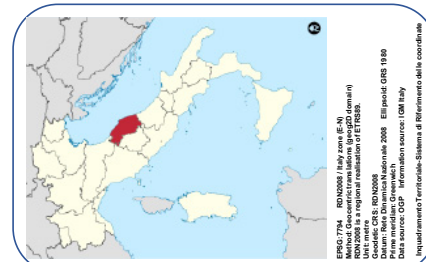 EPSG:7794 RDN2008 / Italy zone (E-N)
Method: Geocentric translations (geog2D domain)
RDN2008 is a regional realisation of ETRS89.
Unit: metre
Geodetic CRS: RDN2008
Datum: Rete Dinamica Nazionale 2008 Ellipsoid: GRS 1980
Prime meridian: Greenwich
Data source: OGP Information source: IGM Italy
Inquadramento Territoriale-Sistema di Riferimento delle coordinate